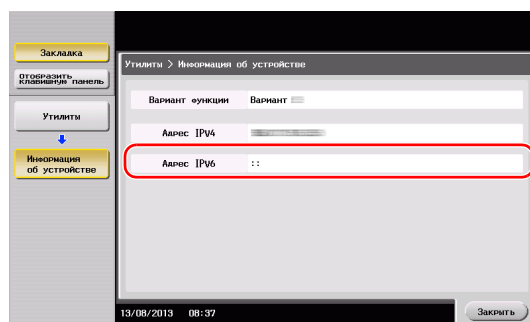 Закладка
Отобразить
клавишную панель
Утилиты
Информация
об устройстве
Утилиты > Информация об устройстве
Вариант функции Вариант
Адрес IPv4
Адрес IPv6 ::
13/08/2013 08:37
Закрыть